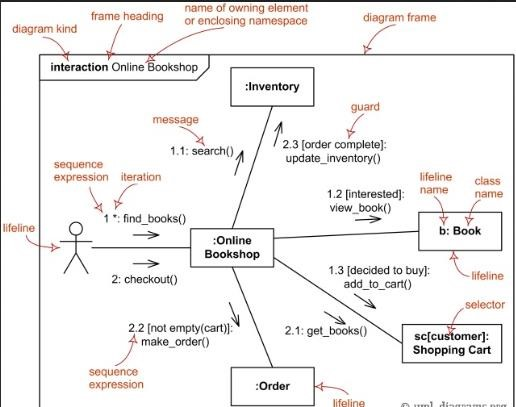 name of owning element
or enclosing namespace
frame heading
diagram kind
diagram frame
interaction Online Bookshop
:Inventory
message
guard
1.1: search()
2.3 [order complete]:
update_inventory()
sequence
expression
iteration
1 *: find_books()
1.2 [interested]:
view_book()
lifeline
name
class
name
lifeline
:Online
Bookshop
b: Book
2: checkout()
1.3 [decided to buy]:
add_to_cart()
lifeline
selector
2.2 [not empty(cart)]:
make_order()
2.1: get_books()
sc[customer]:
Shopping Cart
sequence
expression
:Order
lifeline
© uml-diagrams.org